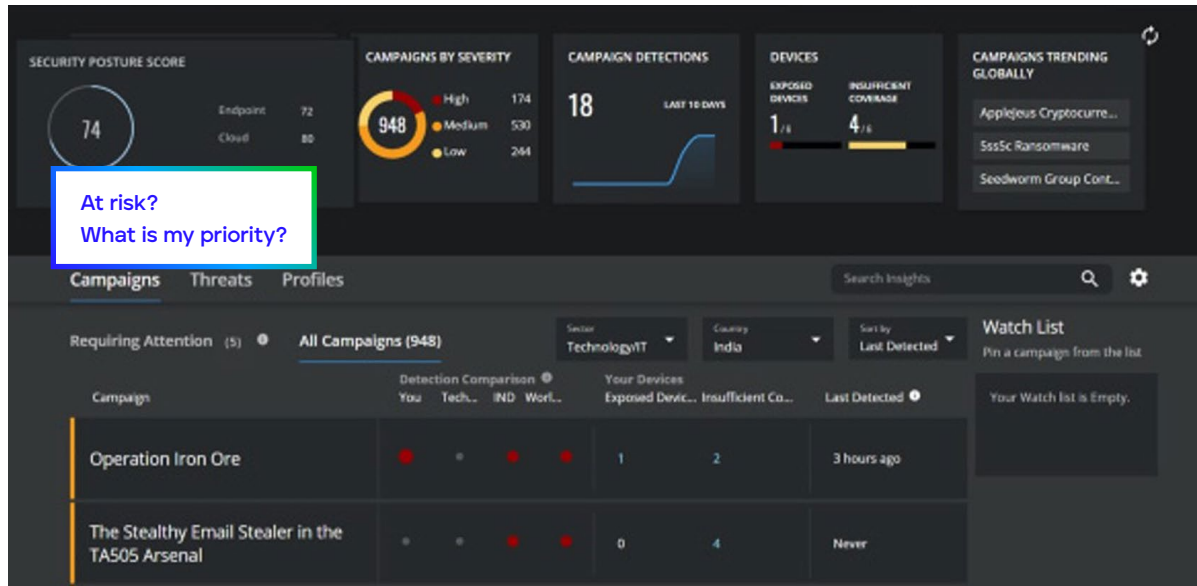 SECURITY POSTURE SCORE
74
Endpoint 72
Cloud 80
CAMPAIGNS BY SEVERITY
948
High 174
Medium 530
Low 244
CAMPAIGN DETECTIONS
18 LAST 10 DAYS
DEVICES
EXPOSED DEVICES
1/6
INSUFFICIENT COVERAGE
4/6
CAMPAIGNS TRENDING
GLOBALLY
AppleJeus Cryptocurre...
Sss5c Ransomware
Seedworm Group Cont...
At risk?
What is my priority?
Campaigns Threats Profiles
Search Insights
Requiring Attention (5) All Campaigns (948)
Sector
Technology/IT
Country
India
Sort by
Last Detected
Watch List
Pin a campaign from the list
Your Watch list is Empty.
Detection Comparison Your Devices
Campaign You Tech... IND Worl... Exposed Devic... Insufficient Co... Last Detected
Operation Iron Ore 1 2 3 hours ago
The Stealthy Email Stealer in the
TA505 Arsenal 0 4 Never